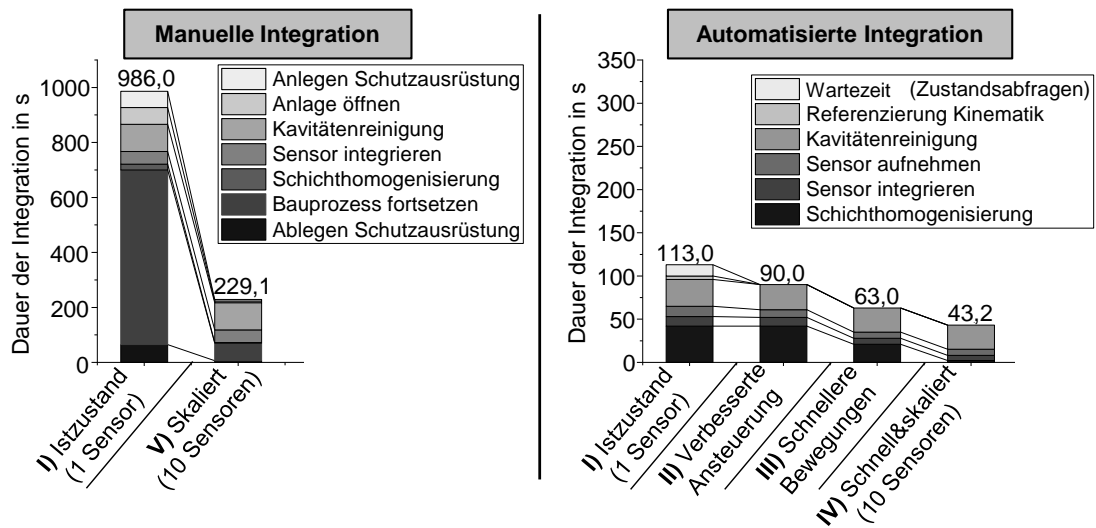 Manuelle Integration
Dauer der Integration in s
1000
800
600
400
200
0
986,0
229,1
Anlegen Schutzausrüstung
Anlage öffnen
Kavitätenreinigung
Sensor integrieren
Schichthomogenisierung
Bauprozess fortsetzen
Ablegen Schutzausrüstung
I) Istzustand
(1 Sensor)
V) Skaliert
(10 Sensoren)
Automatisierte Integration
Dauer der Integration in s
350
300
250
200
150
100
50
0
113,0
90,0
63,0
43,2
Wartezeit (Zustandsabfragen)
Referenzierung Kinematik
Kavitätenreinigung
Sensor aufnehmen
Sensor integrieren
Schichthomogenisierung
I) Istzustand
(1 Sensor)
II) Verbesserte
Ansteuerung
III) Schnellere
Bewegungen
IV) Schnell&skaliert
(10 Sensoren)